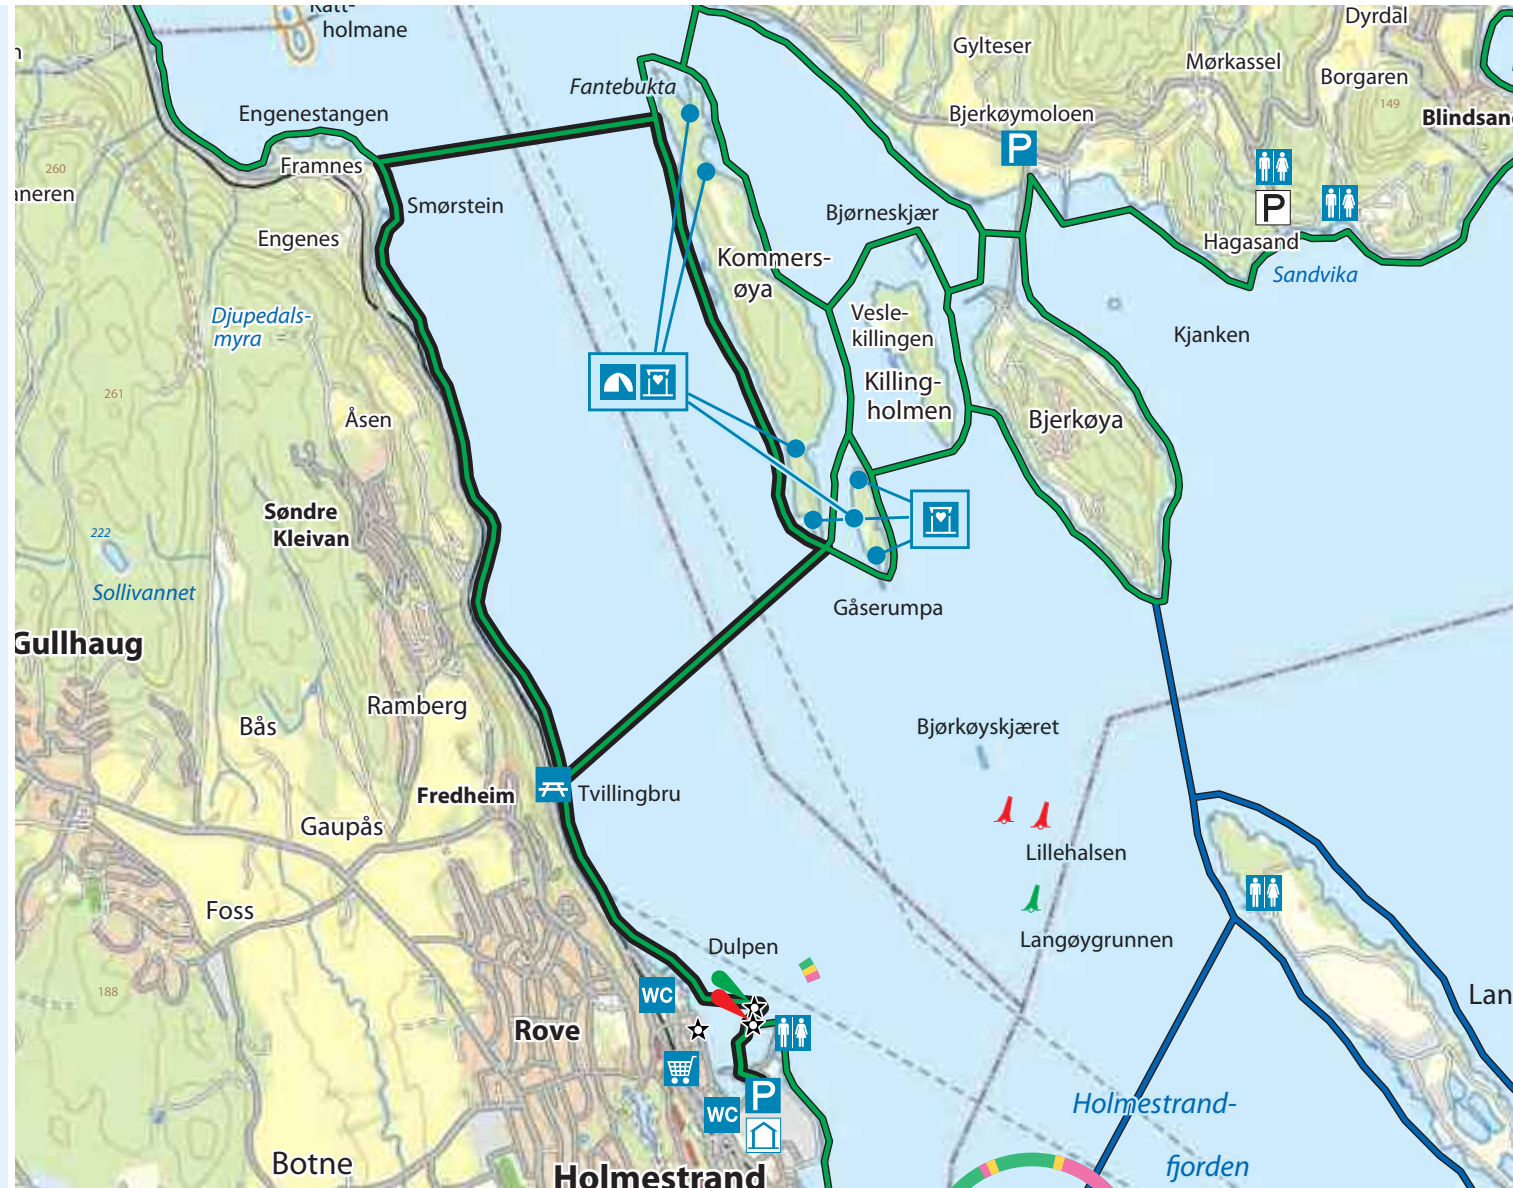 holmane
Dyrdal
Gylteser
Mørkassel
Borgaren
Fantebukta
149
Engenestangen
Bjerkøymoloen
Blindsan
P
260
Framnes
aneren
Smørstein
P
Bjørneskjær
Engenes
Hagasand
Kommers-
øya
Sandvika
Djupedals-
myra
Vesle-
killingen
Kjanken
261
Killing-
holmen
Åsen
Bjerkøya
Søndre
Kleivan
222
Sollivannet
Gåserumpa
Gullhaug
Ramberg
Bås
Bjørkøyskjæret
Fredheim
Tvillingbru
Gaupås
Lillehalsen
Foss
Dulpen
Langøygrunnen
188
WC
Lan
Rove
P
WC
Holmestrand-
fjorden
Botne
Holmestrand